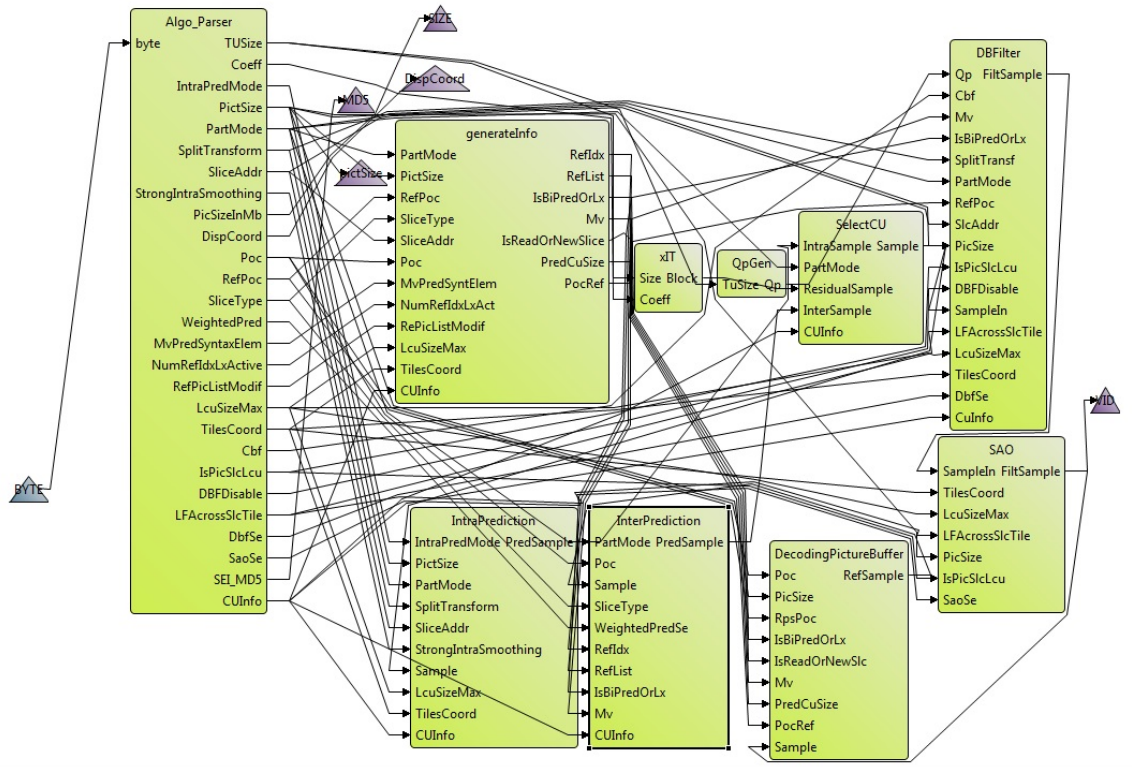 BYTE
Algo_Parser
byte
TUSize
Coeff
IntraPredMode
PictSize
PartMode
SplitTransform
SliceAddr
StrongIntraSmoothing
PicSizeInMb
DispCoord
Poc
RefPoc
SliceType
WeightedPred
MvPredSyntaxElem
NumRefIdxLxActive
RefPicListModif
LcuSizeMax
TilesCoord
Cbf
IsPicSlcLcu
DBFDisable
LFAcrossSlcTile
DbfSe
SaoSe
SEI_MD5
CUInfo
SIZE
DispCoord
MD5
PictSize
generateInfo
PartMode RefIdx
PictSize RefList
RefPoc IsBiPredOrLx
SliceType Mv
SliceAddr IsReadOrNewSlice
Poc PredCuSize
MvPredSyntElem PocRef
NumRefIdxLxAct
RePicListModif
LcuSizeMax
TilesCoord
CUInfo
xIT
Size Block
Coeff
QpGen
TuSize Qp
SelectCU
IntraSample Sample
PartMode
ResidualSample
InterSample
CUInfo
DBFilter
Qp FiltSample
Cbf
Mv
IsBiPredOrLx
SplitTransf
PartMode
RefPoc
SlcAddr
PicSize
IsPicSlcLcu
DBFDisable
SampleIn
LFAcrossSlcTile
LcuSizeMax
TilesCoord
DbfSe
CuInfo
VID
SAO
SampleIn FiltSample
TilesCoord
LcuSizeMax
LFAcrossSlcTile
PicSize
IsPicSlcLcu
SaoSe
IntraPrediction
IntraPredMode PredSample
PictSize
PartMode
SplitTransform
SliceAddr
StrongIntraSmoothing
Sample
LcuSizeMax
TilesCoord
CUInfo
InterPrediction
PartMode PredSample
Poc
Sample
SliceType
WeightedPredSe
RefIdx
RefList
IsBiPredOrLx
Mv
CUInfo
DecodingPictureBuffer
Poc RefSample
PicSize
RpsPoc
IsBiPredOrLx
IsReadOrNewSlc
Mv
PredCuSize
PocRef
Sample